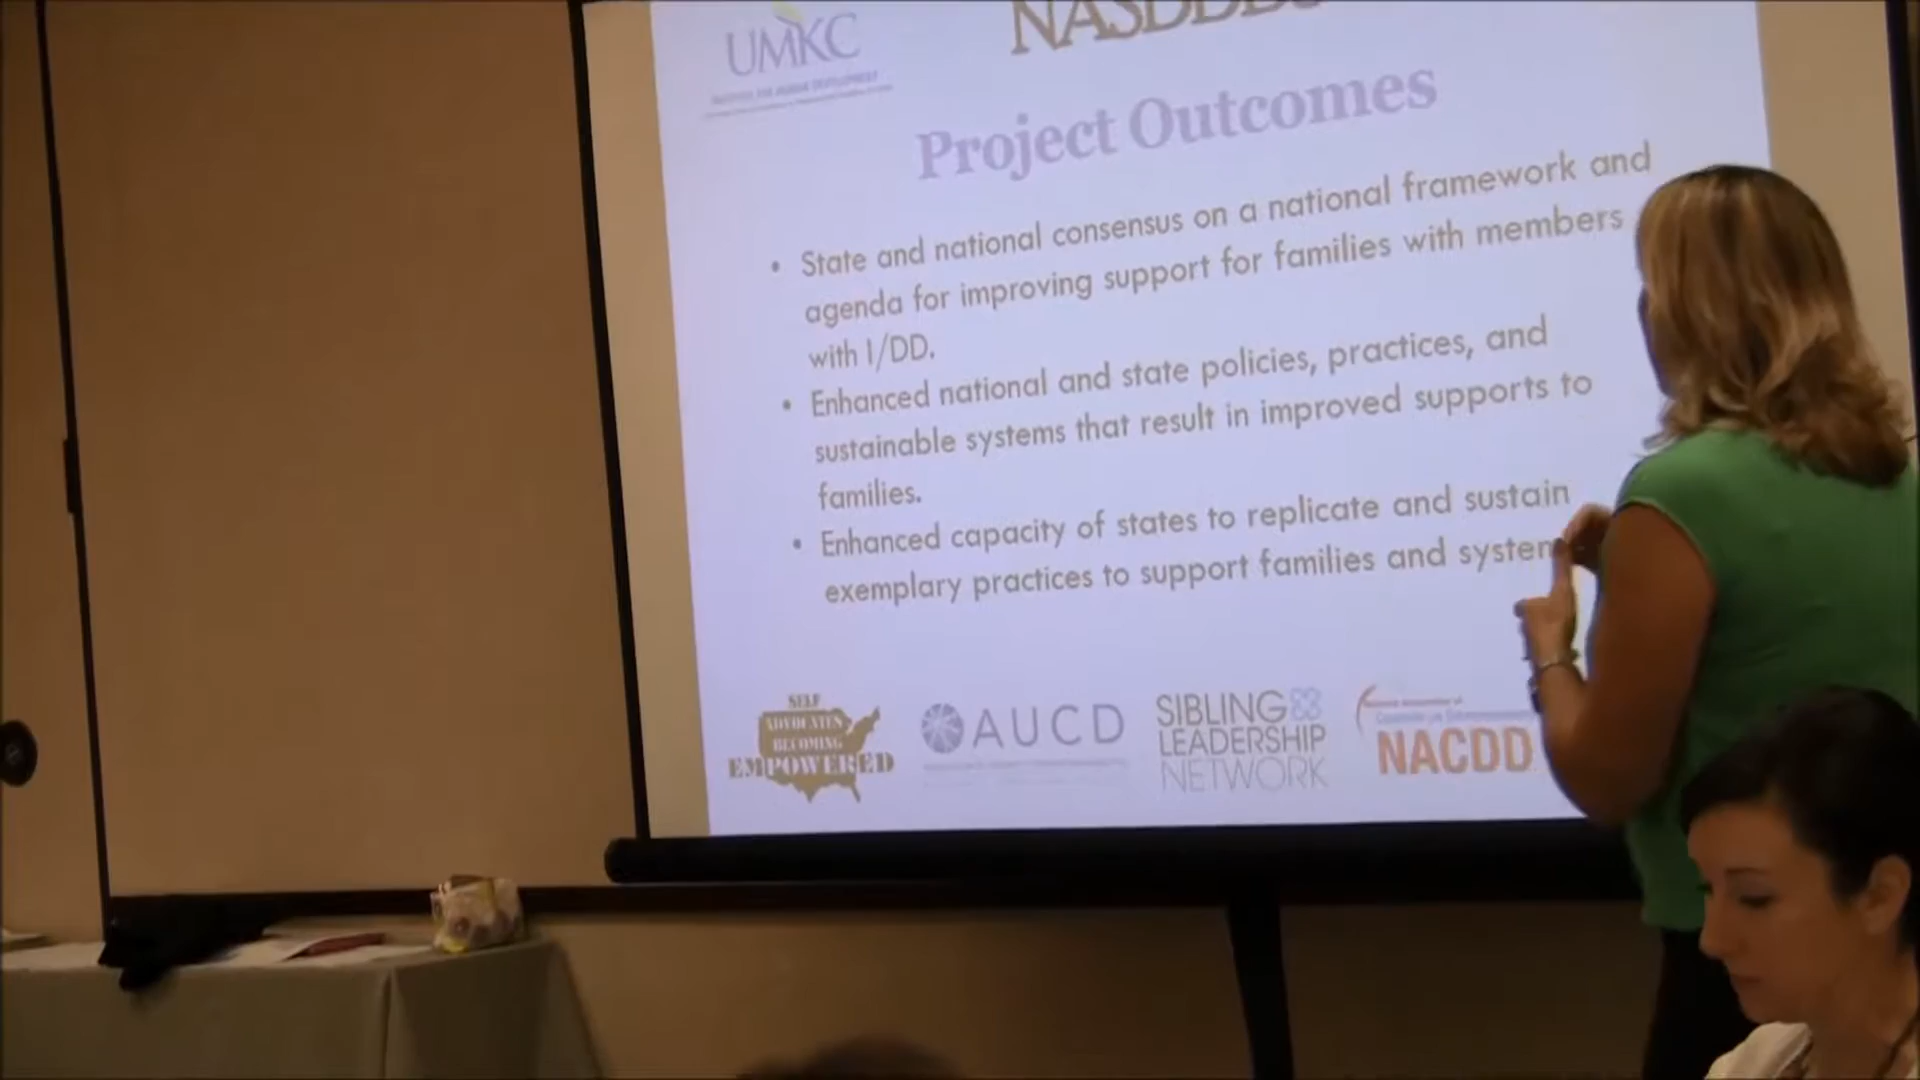 UMKC
Project Outcomes
• State and national consensus on a national framework and
agenda for improving support for families with members
with I/DD.
• Enhanced national and state policies, practices, and
sustainable systems that result in improved supports to
families.
• Enhanced capacity of states to replicate and sustain
exemplary practices to support families and system
SELF
ADVOCATES
BECOMING
EMPOWERED
AUCD
SIBLING
LEADERSHIP
NETWORK
NACDD